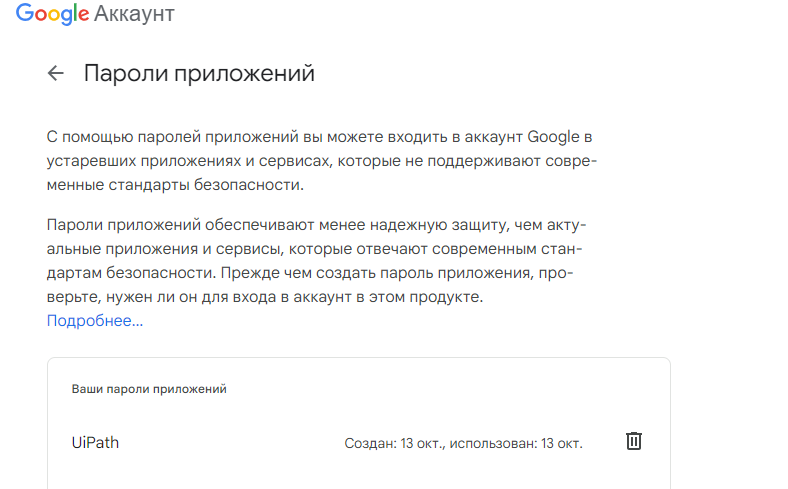 Google Аккаунт
Пароли приложений
С помощью паролей приложений вы можете входить в аккаунт Google в
устаревших приложениях и сервисах, которые не поддерживают совре-
менные стандарты безопасности.
Пароли приложений обеспечивают менее надежную защиту, чем акту-
альные приложения и сервисы, которые отвечают современным стан-
дартам безопасности. Прежде чем создать пароль приложения, про-
верьте, нужен ли он для входа в аккаунт в этом продукте.
Подробнее...
Ваши пароли приложений
UiPath Создан: 13 окт., использован: 13 окт.